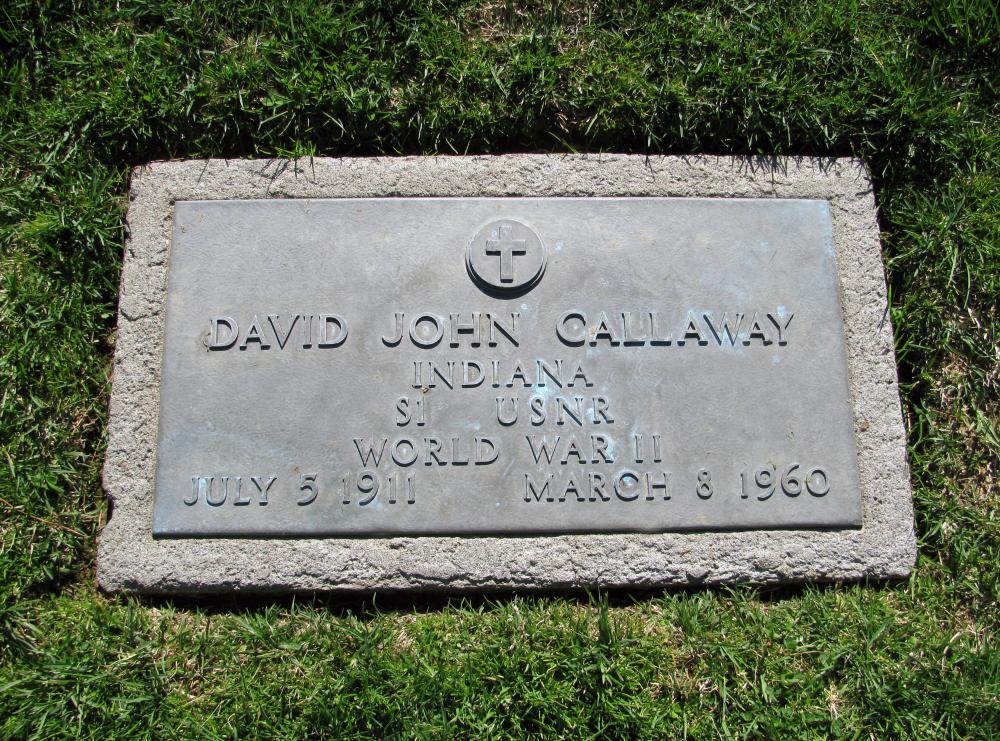 DAVID JOHN CALLAWAY
INDIANA
S1 USNR
WORLD WAR II
JULY 5 1911 MARCH 8 1960